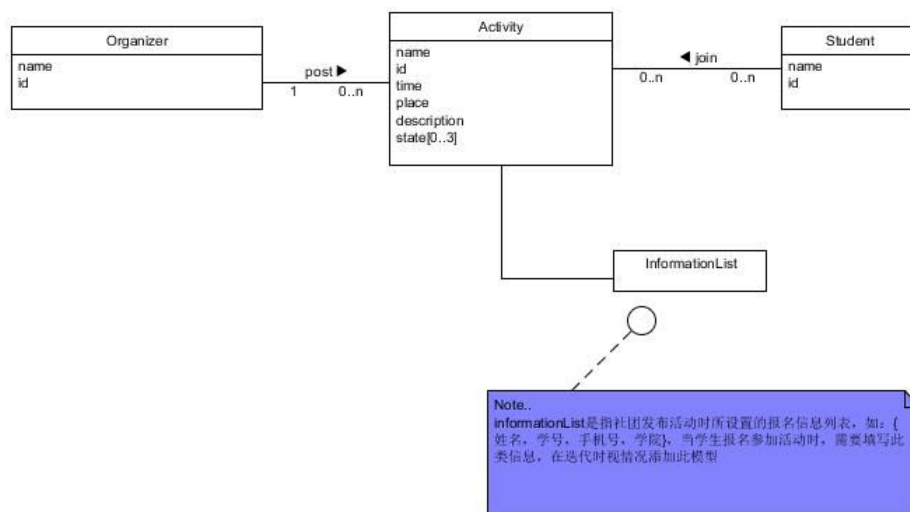 Organizer
name
id
post ▶
1
0..n
Activity
name
id
time
place
description
state[0..3]
◀ join
0..n
0..n
Student
name
id
InformationList
Note..
informationList是指社团发布活动时所设置的报名信息列表，如：{
姓名，学号，手机号，学院}，当学生报名参加活动时，需要填写此
类信息，在迭代时视情况添加此模型